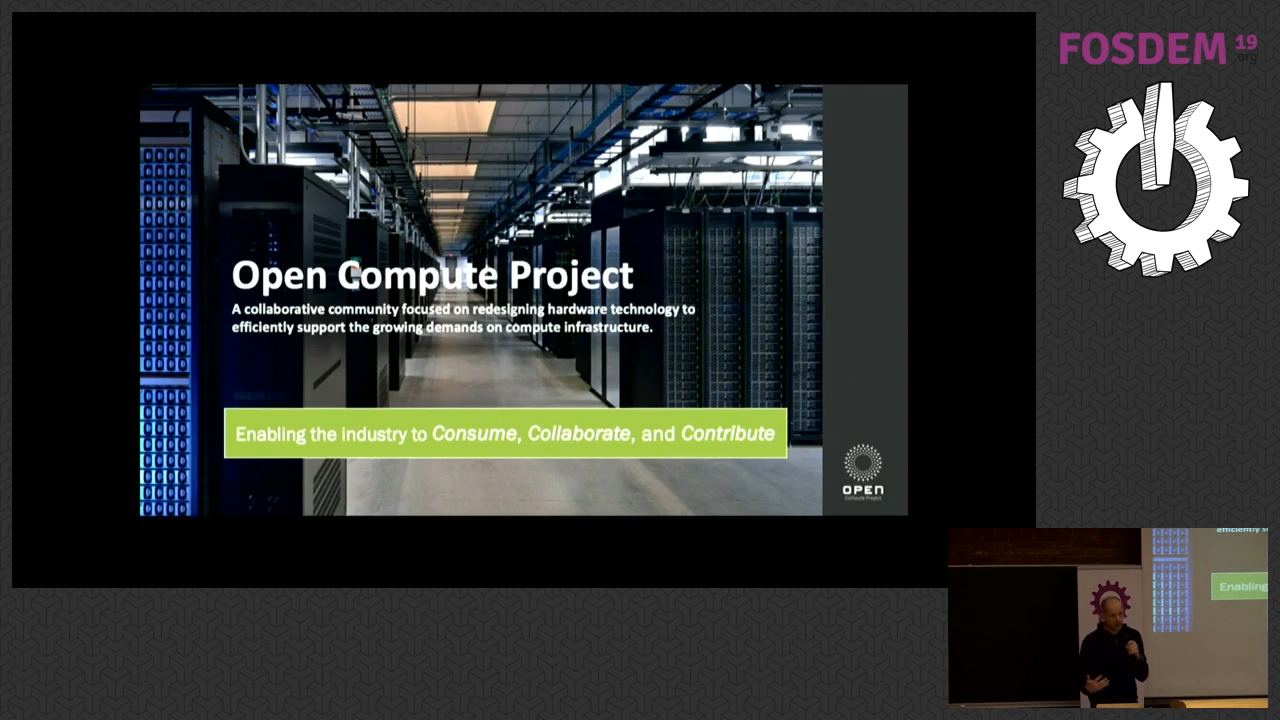 FOSDEM 19
.org
Open Compute Project
A collaborative community focused on redesigning hardware technology to
efficiently support the growing demands on compute infrastructure.
Enabling the industry to Consume, Collaborate, and Contribute
OPEN
Compute Project
efficiently s
Enabling